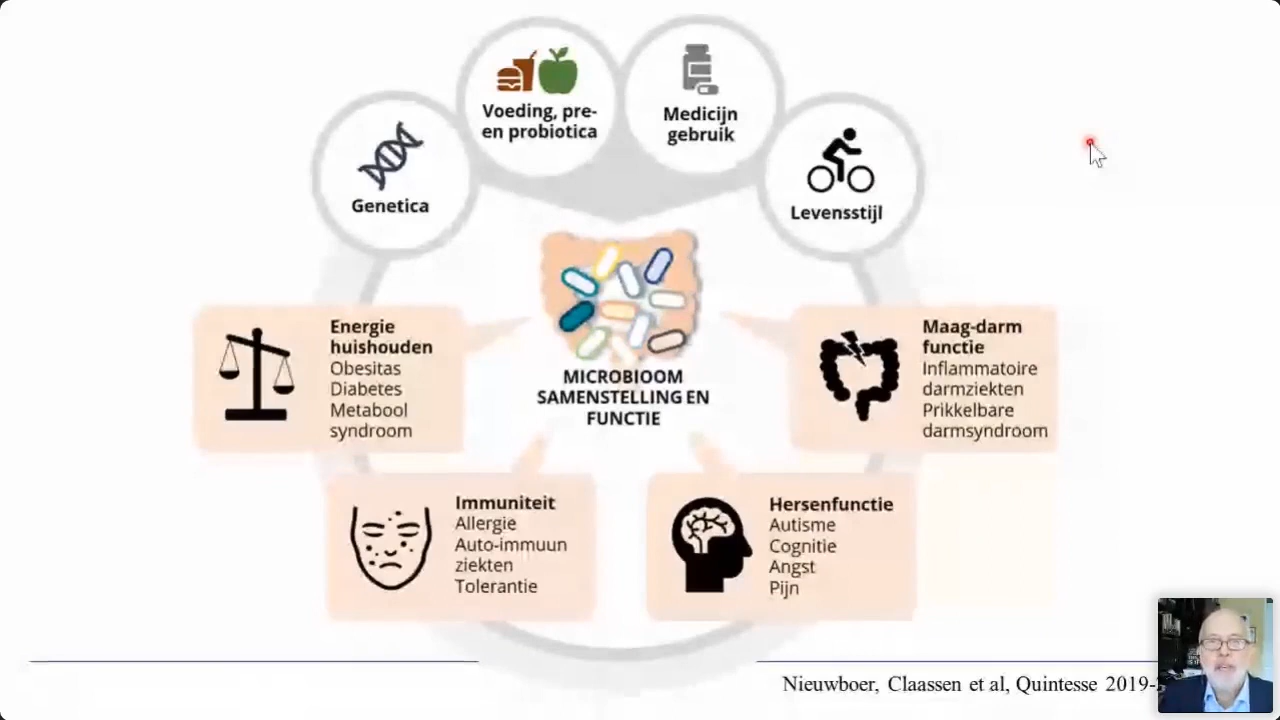 Voeding, pre-
en probiotica
Medicijn
gebruik
Genetica
Levensstijl
MICROBIOOM
SAMENSTELLING EN
FUNCTIE
Energie
huishouden
Obesitas
Diabetes
Metabool
syndroom
Maag-darm
functie
Inflammatoire
darmziekten
Prikkelbare
darmsyndroom
Immuniteit
Allergie
Auto-immuun
ziekten
Tolerantie
Hersenfunctie
Autisme
Cognitie
Angst
Pijn
Nieuwboer, Claassen et al, Quintesse 2019-